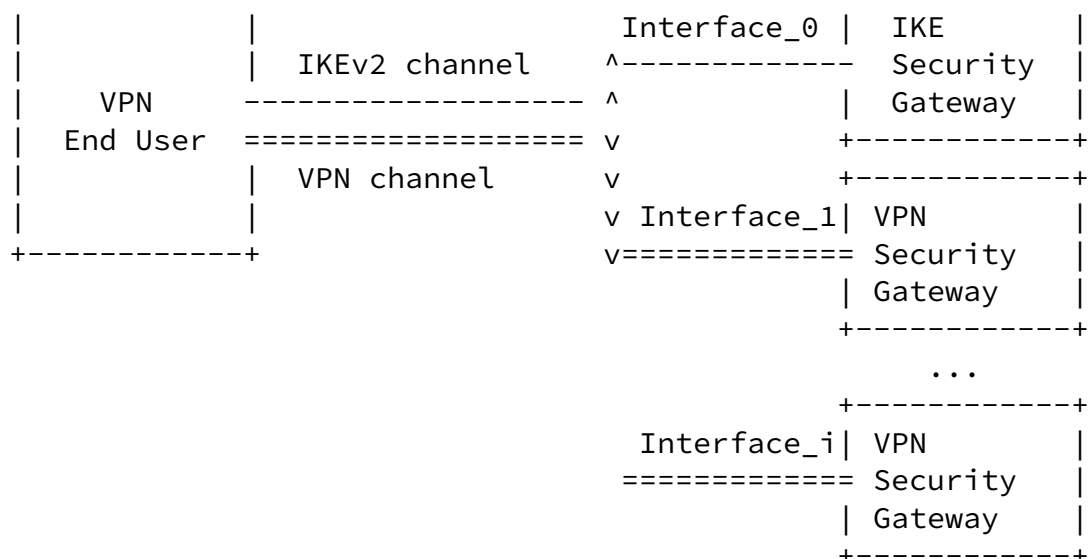 |            |                   Interface_0 |  IKE       |
|            |  IKEv2 channel    ^-------------  Security  |
|    VPN     ------------------- ^            |  Gateway   |
|  End User  =================== v            +------------+
|            |  VPN channel      v            +------------+
|            |                   v Interface_1| VPN        |
+------------+                   v============= Security   |
                                              | Gateway    |
                                              +------------+
                                                   ...
                                              +------------+
                                   Interface_i| VPN        |
                                  ============= Security   |
                                              | Gateway    |
                                              +------------+